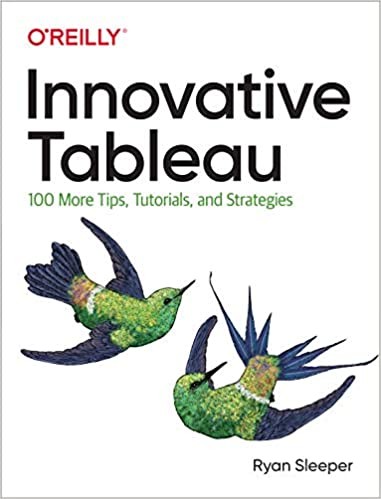 O'REILLY®
Innovative
Tableau
100 More Tips, Tutorials, and Strategies
Ryan Sleeper